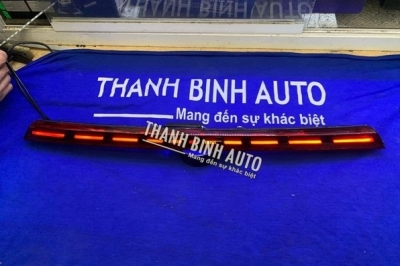 THANH BINH AUTO
Mang đến sự khác biệt
THANH BINH AUTO
Mang đến sự khác biệt